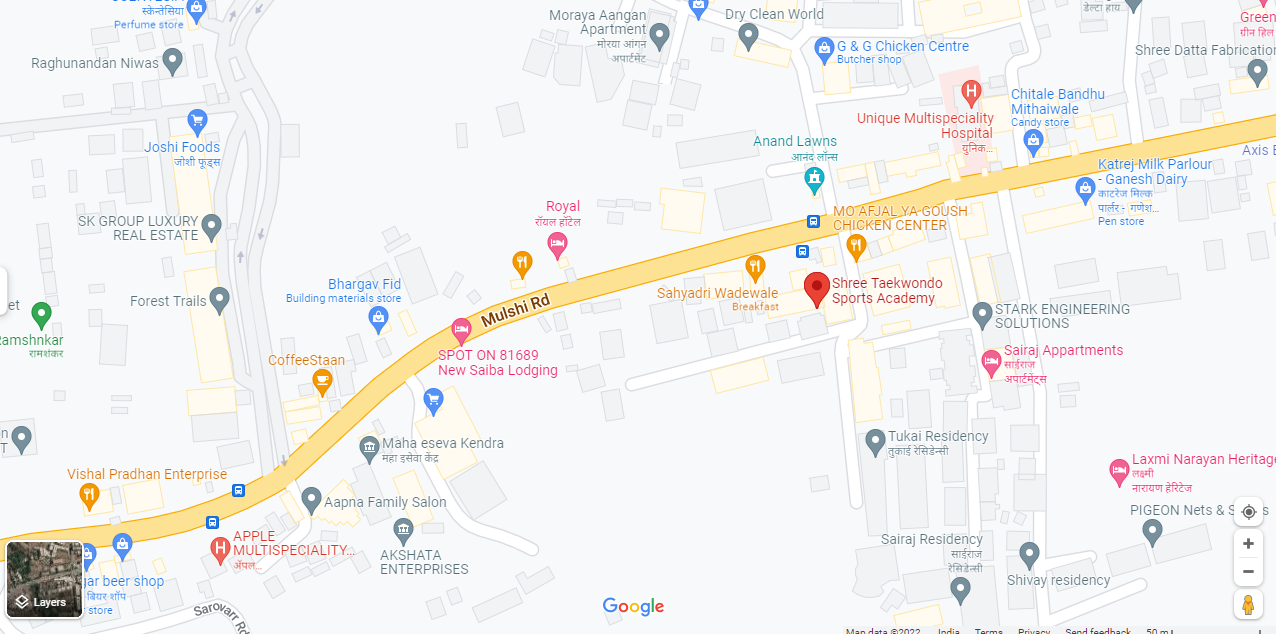 स्केन्तेसिया
Perfume store
Raghunandan Niwas
Moraya Aangan
Apartment
मोरया आंगन
अपार्टमेंट
Dry Clean World
G & G Chicken Centre
Butcher shop
डेल्टा हाय
Green
ग्रीन हिल
Shree Datta Fabrication
Unique Multispeciality
Hospital
युनिक...
Chitale Bandhu
Mithaiwale
Candy store
Joshi Foods
जोशी फूड्स
Anand Lawns
आनंद लॉन्स
Axis
Katraj Milk Parlour
- Ganesh Dairy
काटरेज मिल्क
पार्लर - गणेश...
Pen store
SK GROUP LUXURY
REAL ESTATE
Royal
रॉयल हॉटेल
MO AFJAL YA GOUSH
CHICKEN CENTER
Bhargav Fid
Building materials store
Forest Trails
Mulshi Rd
Sahyadri Wadewale
Breakfast
Shree Taekwondo
Sports Academy
STARK ENGINEERING
SOLUTIONS
et
Ramshnkar
रामशंकर
CoffeeStaan
SPOT ON 81689
New Saiba Lodging
Sairaj Appartments
साईराज
अपार्टमेंट्स
Maha eseva Kendra
महा इसेवा केंद्र
Tukai Residency
तुकाई रेसिडेन्सी
Vishal Pradhan Enterprise
Aapna Family Salon
Laxmi Narayan Heritage
लक्ष्मी
नारायण हेरिटेज
PIGEON Nets & S
APPLE
MULTISPECIALITY...
ॲपल...
AKSHATA
ENTERPRISES
Sairaj Residency
साईराज
रेसिडेन्सी
Shivay residency
gar beer shop
बियर शॉप
store
Layers
Sarovarr Rd
Google
Map data ©2022 India Terms Privacy Send feedback 50 m